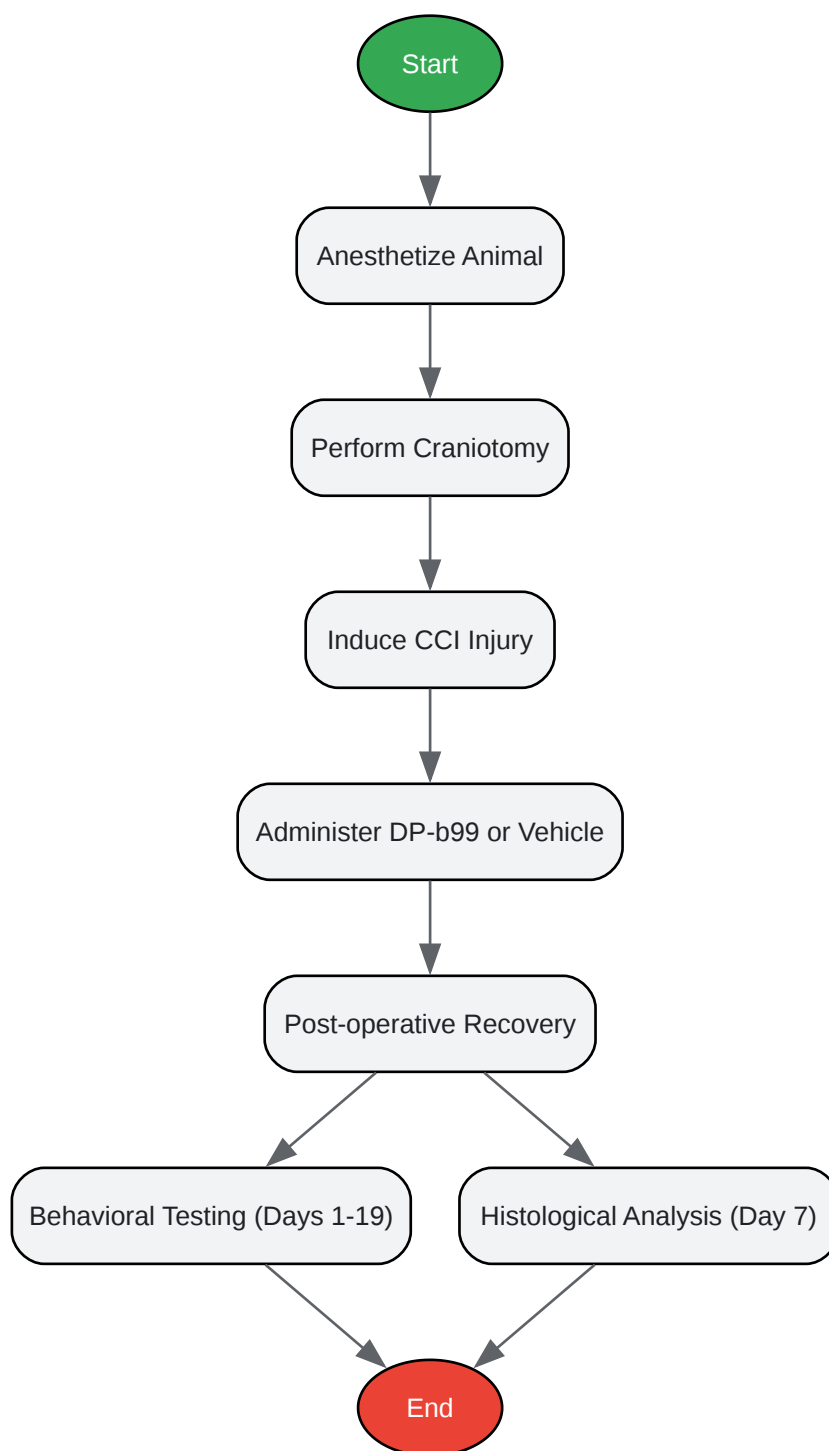 Start
Anesthetize Animal
Perform Craniotomy
Induce CCI Injury
Administer DP-b99 or Vehicle
Post-operative Recovery
Behavioral Testing (Days 1-19)
Histological Analysis (Day 7)
End